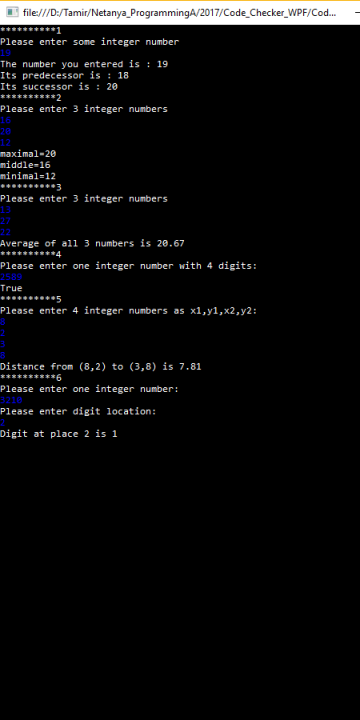 file:///D:/Tamir/Netanya_ProgrammingA/2017/Code_Checker_WPF/Cod...
**********1
Please enter some integer number
19
The number you entered is : 19
Its predecessor is : 18
Its successor is : 20
**********2
Please enter 3 integer numbers
16
20
12
maximal=20
middle=16
minimal=12
**********3
Please enter 3 integer numbers
13
27
22
Average of all 3 numbers is 20.67
**********4
Please enter one integer number with 4 digits:
True
**********5
Please enter 4 integer numbers as x1,y1,x2,y2:
8
2
3
8
Distance from (8,2) to (3,8) is 7.81
**********6
Please enter one integer number:
3210
Please enter digit location:
2
Digit at place 2 is 1